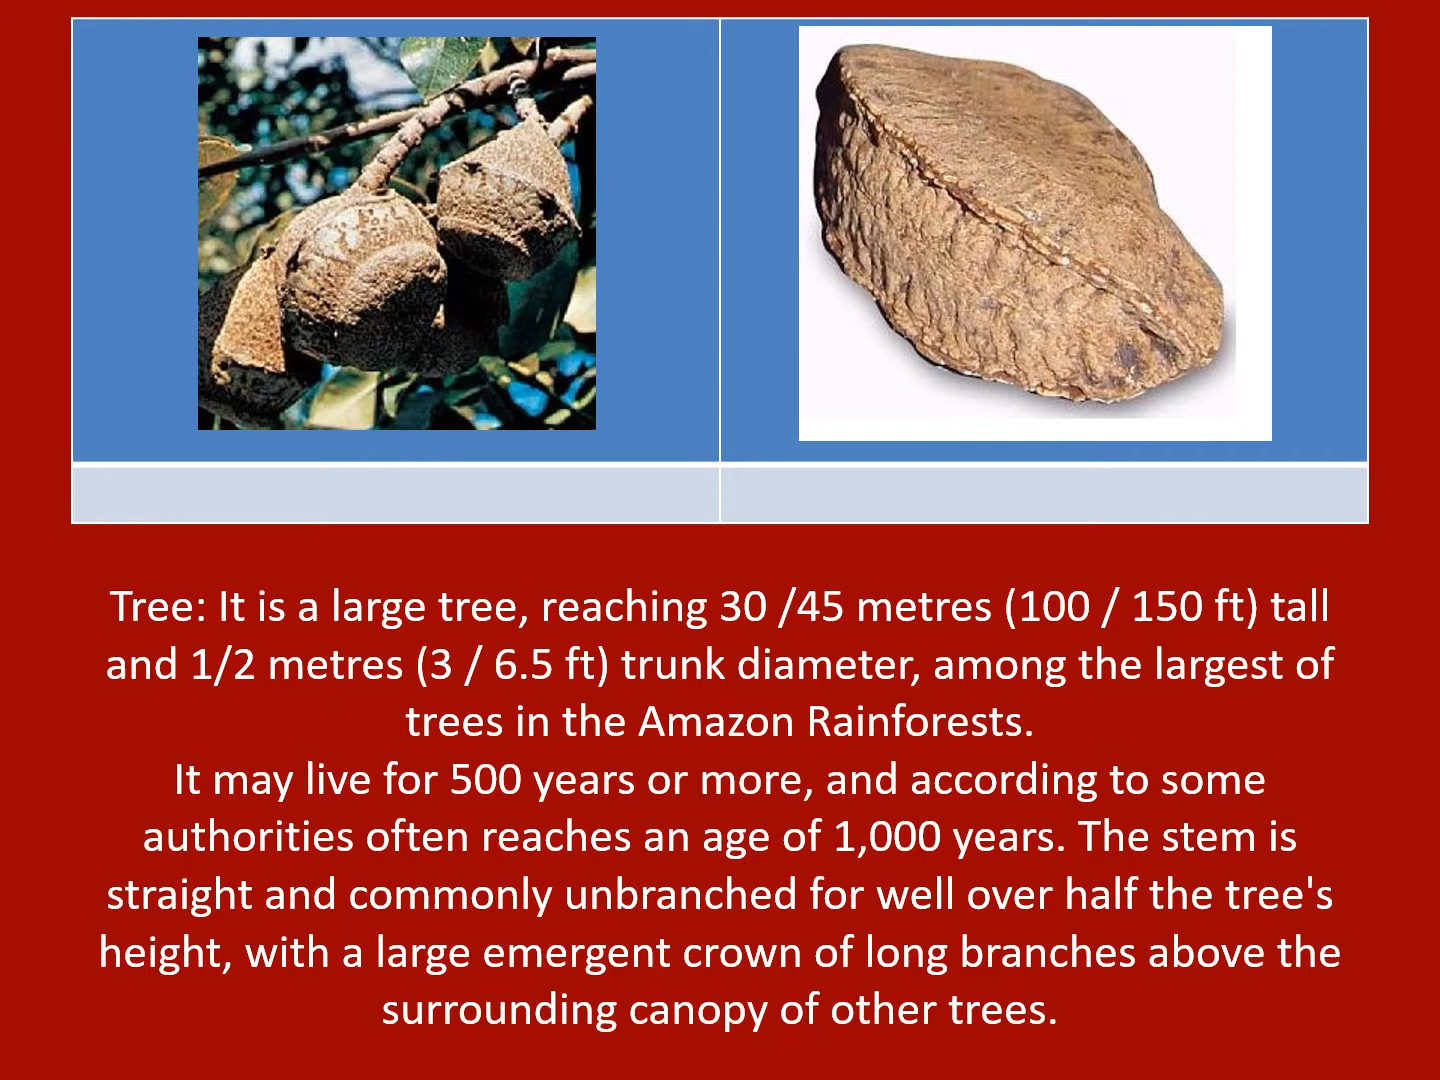 Tree: It is a large tree, reaching 30 /45 metres (100 / 150 ft) tall
and 1/2 metres (3 / 6.5 ft) trunk diameter, among the largest of
trees in the Amazon Rainforests.
It may live for 500 years or more, and according to some
authorities often reaches an age of 1,000 years. The stem is
straight and commonly unbranched for well over half the tree's
height, with a large emergent crown of long branches above the
surrounding canopy of other trees.